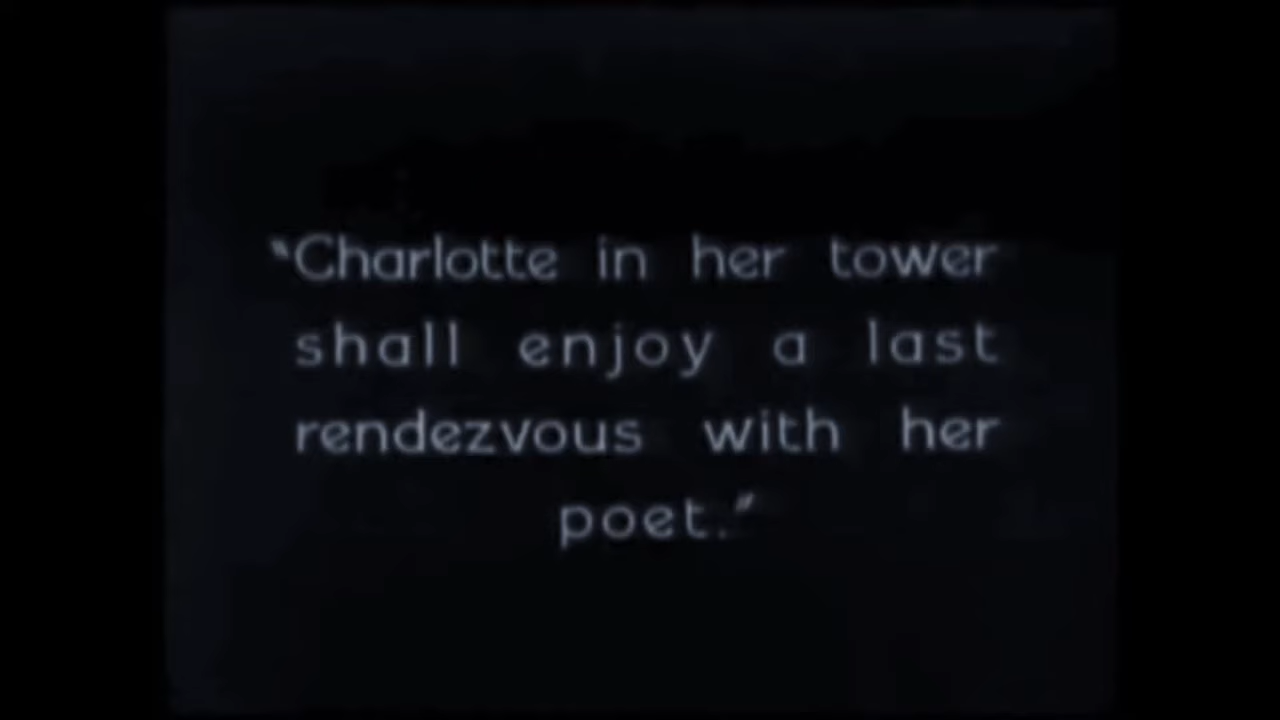 “Charlotte in her tower
shall enjoy a last
rendezvous with her
poet.”